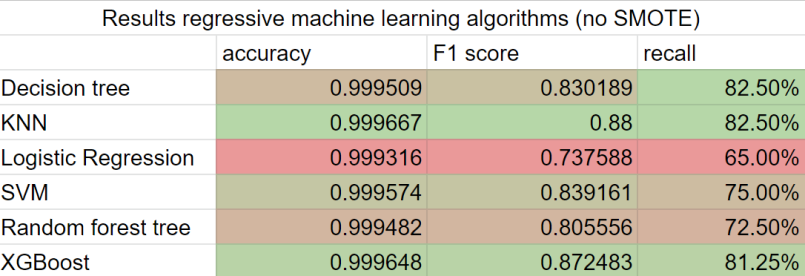 Results regressive machine learning algorithms (no SMOTE)
accuracy F1 score recall
Decision tree 0.999509 0.830189 82.50%
KNN 0.999667 0.88 82.50%
Logistic Regression 0.999316 0.737588 65.00%
SVM 0.999574 0.839161 75.00%
Random forest tree 0.999482 0.805556 72.50%
XGBoost 0.999648 0.872483 81.25%